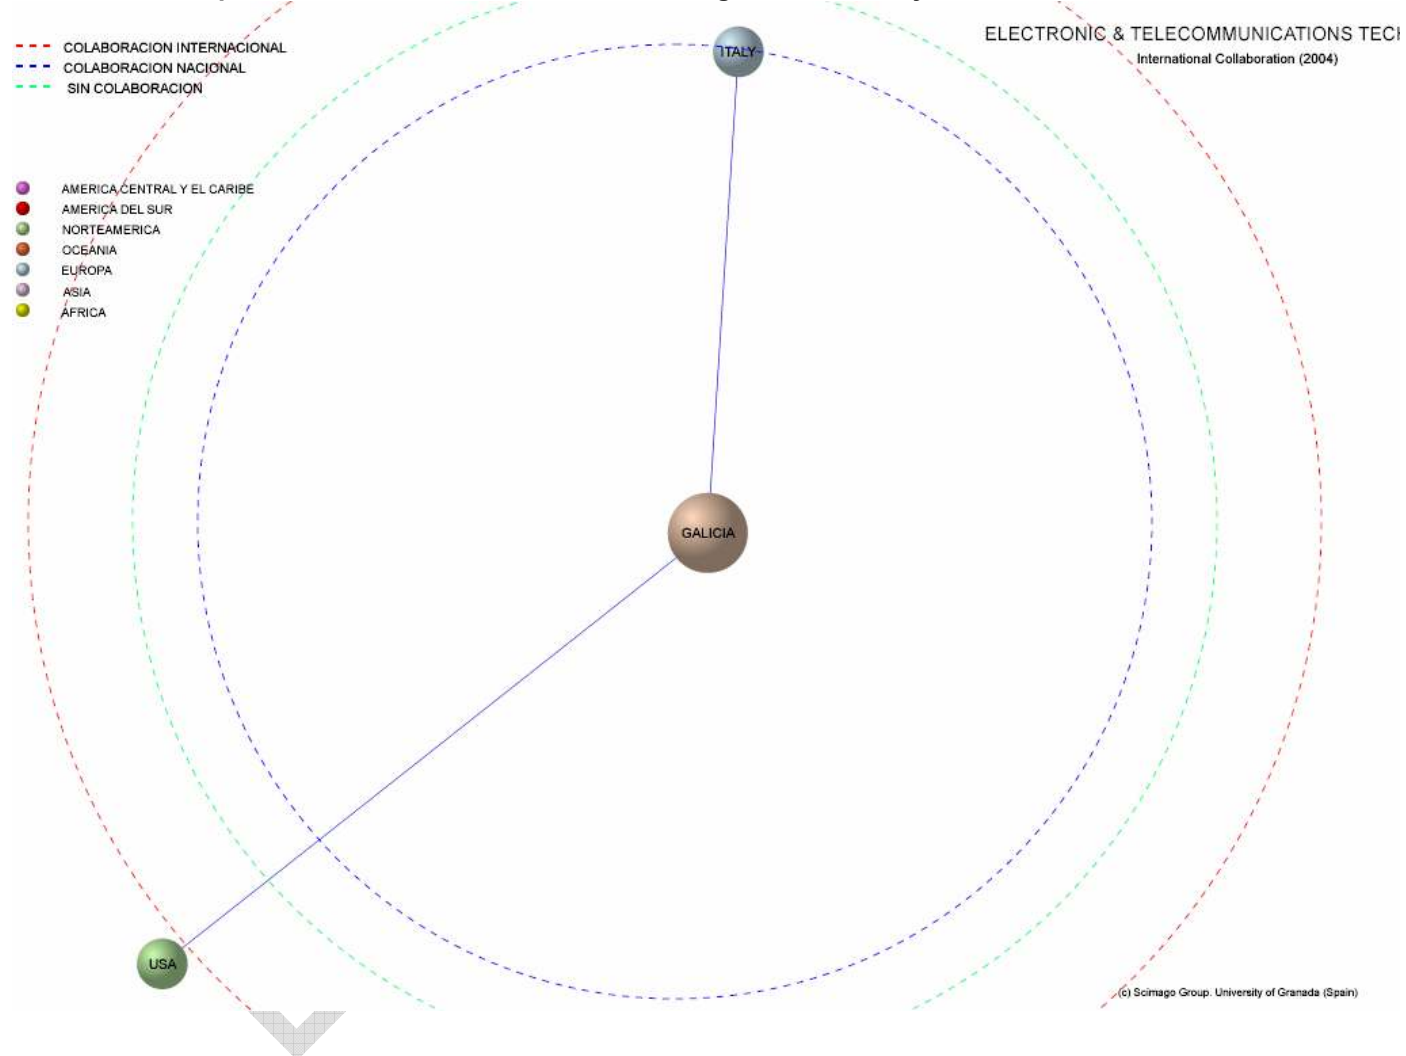 ELECTRONIC & TELECOMMUNICATIONS TECH
International Collaboration (2004)
COLABORACION INTERNACIONAL
COLABORACION NACIONAL
SIN COLABORACION
AMERICA CENTRAL Y EL CARIBE
AMERICA DEL SUR
NORTEAMERICA
OCEANIA
EUROPA
ASIA
AFRICA
ITALY
GALICIA
USA
(c) Scimago Group. University of Granada (Spain)